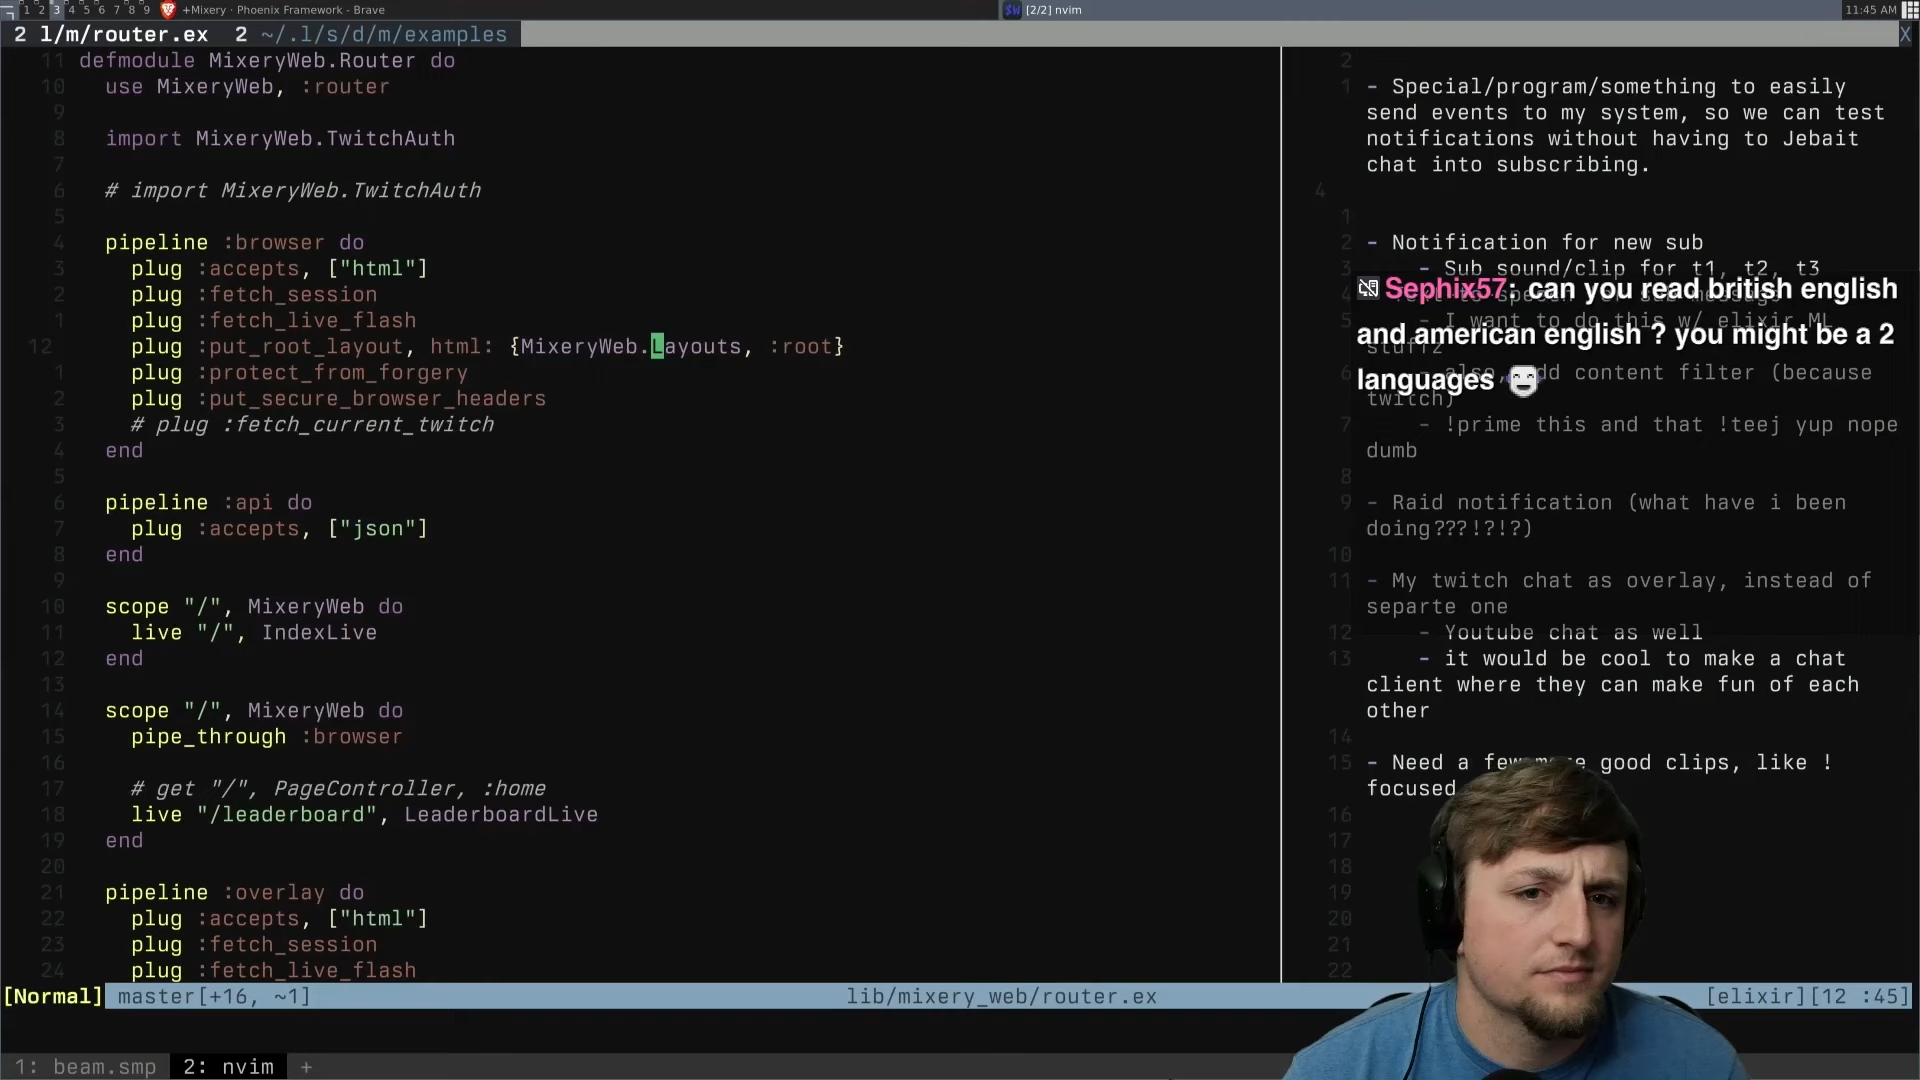 1 2 3 4 5 6 7 8 9 +Mixery · Phoenix Framework - Brave [2/2] nvim 11:45 AM
2 l/m/router.ex 2 ~/.l/s/d/m/examples X
11 defmodule MixeryWeb.Router do
10 use MixeryWeb, :router
9
8 import MixeryWeb.TwitchAuth
7
6 # import MixeryWeb.TwitchAuth
5
4 pipeline :browser do
3 plug :accepts, ["html"]
2 plug :fetch_session
1 plug :fetch_live_flash
12 plug :put_root_layout, html: {MixeryWeb.Layouts, :root}
1 plug :protect_from_forgery
2 plug :put_secure_browser_headers
3 # plug :fetch_current_twitch
4 end
5
6 pipeline :api do
7 plug :accepts, ["json"]
8 end
9
10 scope "/", MixeryWeb do
11 live "/", IndexLive
12 end
13
14 scope "/", MixeryWeb do
15 pipe_through :browser
16
17 # get "/", PageController, :home
18 live "/leaderboard", LeaderboardLive
19 end
20
21 pipeline :overlay do
22 plug :accepts, ["html"]
23 plug :fetch_session
24 plug :fetch_live_flash
2
1 - Special/program/something to easily
send events to my system, so we can test
notifications without having to Jebait
chat into subscribing.
4
1
2 - Notification for new sub
3 - Sub sound/clip for t1, t2, t3
Sephix57: can you read british english
and american english ? you might be a 2
languages
5 - I want to do this w/ elixir ML
stuffz
6 - also, add content filter (because
twitch)
7 - !prime this and that !teej yup nope
dumb
8
9 - Raid notification (what have i been
doing???!?!?)
10
11 - My twitch chat as overlay, instead of
separte one
12 - Youtube chat as well
13 - it would be cool to make a chat
client where they can make fun of each
other
14
15 - Need a few more good clips, like !
focused
16
17
18
19
20
21
22
[Normal] master[+16, ~1] lib/mixery_web/router.ex [elixir][12 :45]
1: beam.smp 2: nvim +